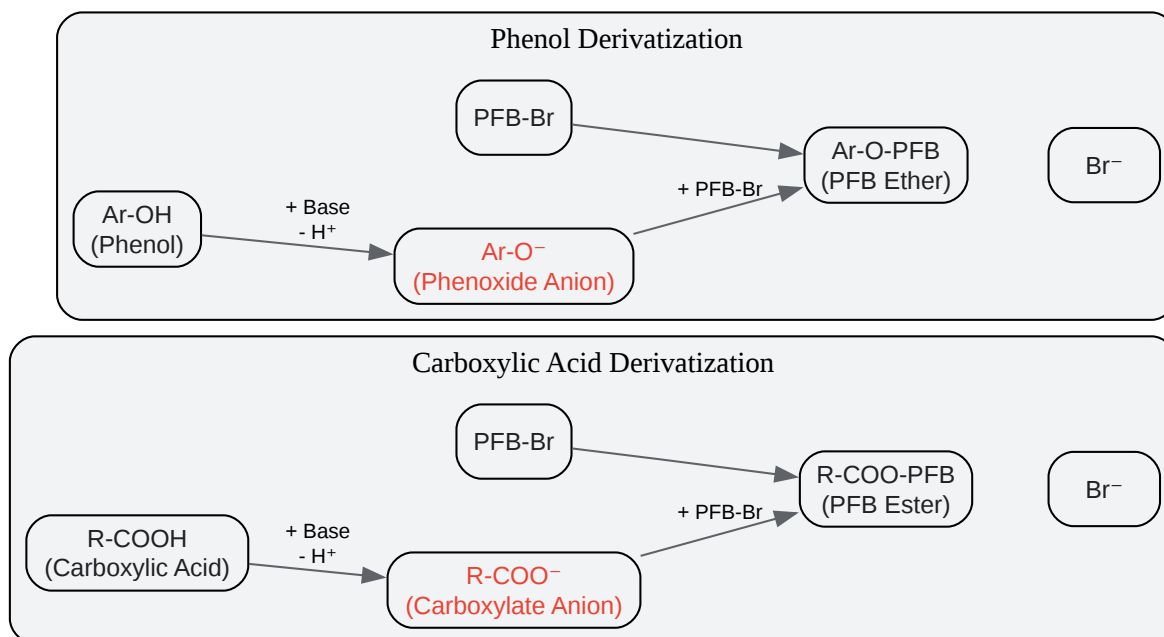 Phenol Derivatization
PFB-Br
Ar-O-PFB
(PFB Ether)
Br⁻
+ PFB-Br
Ar-OH
(Phenol)
+ Base
- H⁺
Ar-O⁻
(Phenoxide Anion)
Carboxylic Acid Derivatization
PFB-Br
R-COO-PFB
(PFB Ester)
Br⁻
+ PFB-Br
R-COOH
(Carboxylic Acid)
+ Base
- H⁺
R-COO⁻
(Carboxylate Anion)